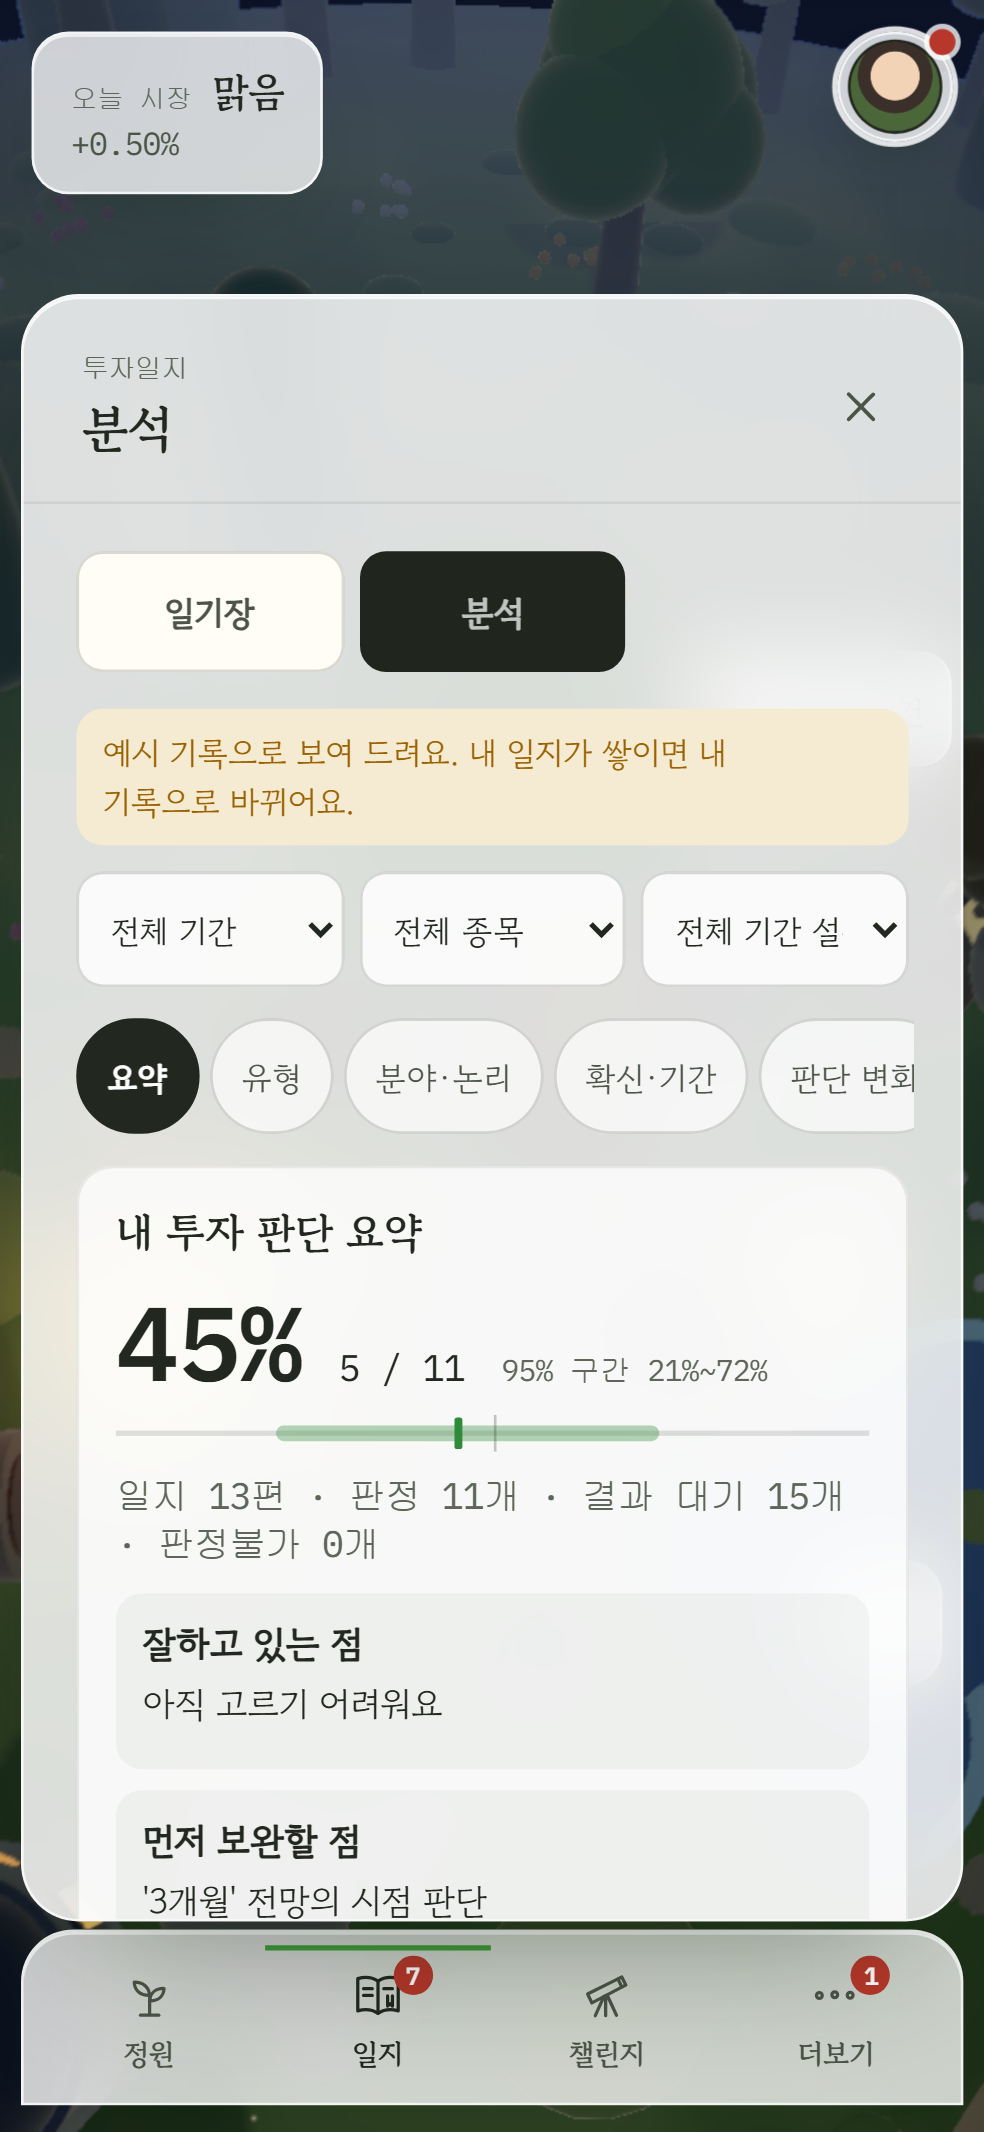 오늘 시장 맑음
+0.50%
투자일지
분석
일기장
분석
예시 기록으로 보여 드려요. 내 일지가 쌓이면 내
기록으로 바뀌어요.
전체 기간
전체 종목
전체 기간 설
요약
유형
분야·논리
확신·기간
판단 변화
내 투자 판단 요약
45% 5 / 11 95% 구간 21%~72%
일지 13편 · 판정 11개 · 결과 대기 15개
· 판정불가 0개
잘하고 있는 점
아직 고르기 어려워요
먼저 보완할 점
'3개월' 전망의 시점 판단
7
1
정원
일지
챌린지
더보기